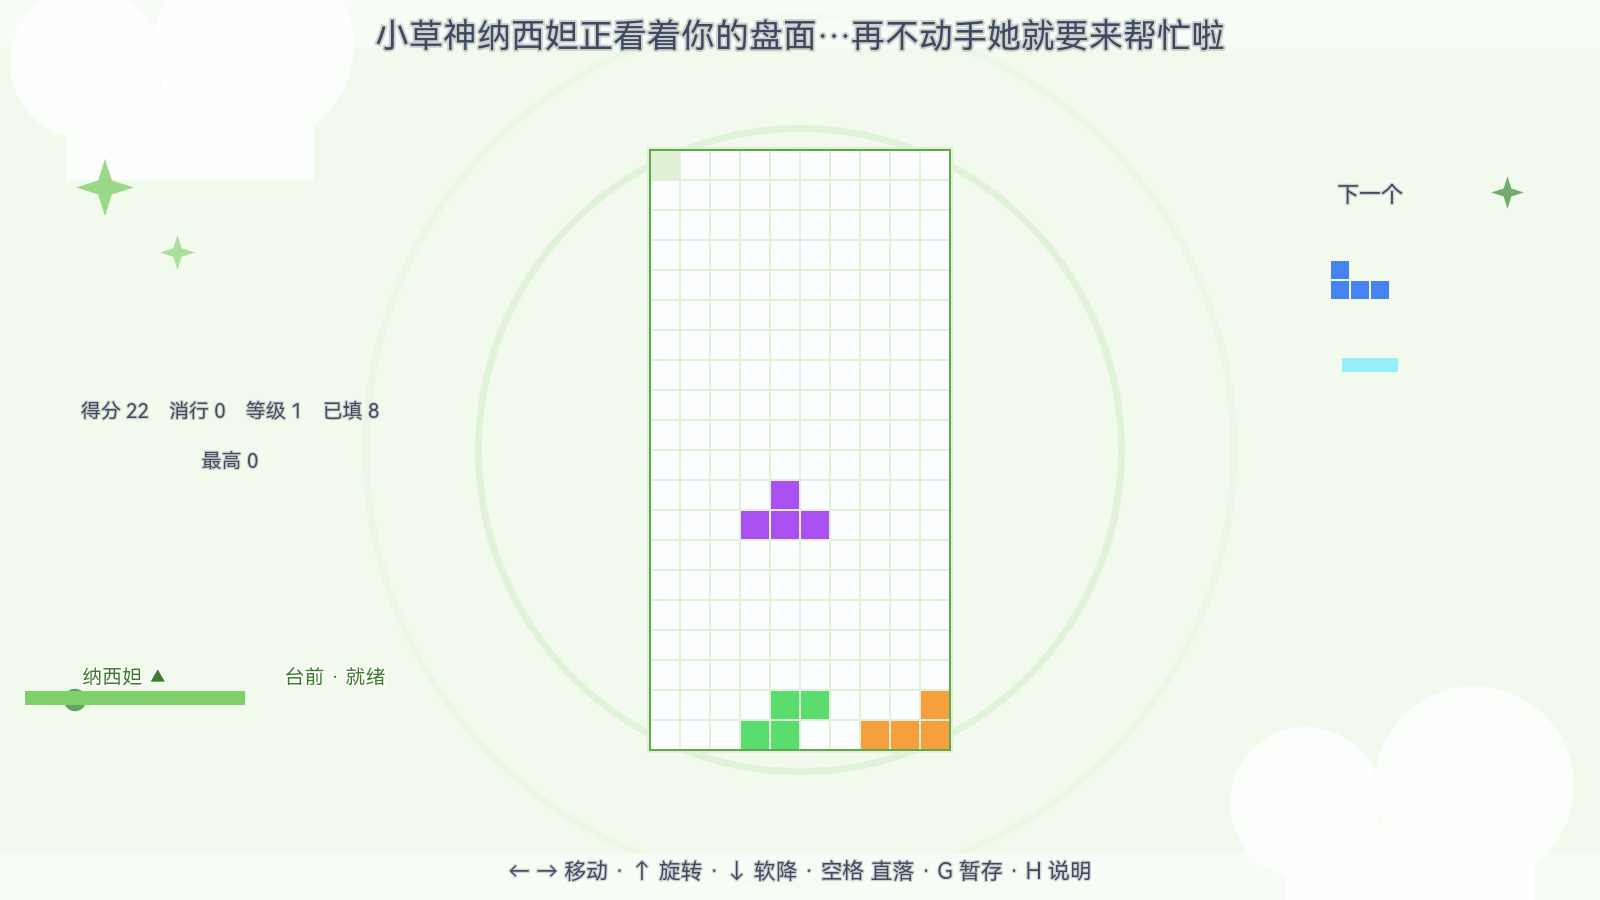 小草神纳西妲正看着你的盘面…再不动手她就要来帮忙啦
下一个
得分 22 消行 0 等级 1 已填 8
最高 0
纳西妲 ▲ 台前 · 就绪
←→ 移动 · ↑ 旋转 · ↓ 软降 · 空格 直落 · G 暂存 · H 说明